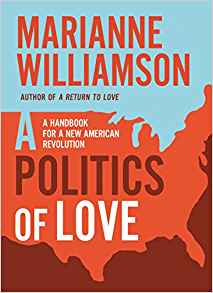 MARIANNE
WILLIAMSON
AUTHOR OF A RETURN TO LOVE
A HANDBOOK
FOR A NEW AMERICAN
REVOLUTION
A
POLITICS
OF LOVE